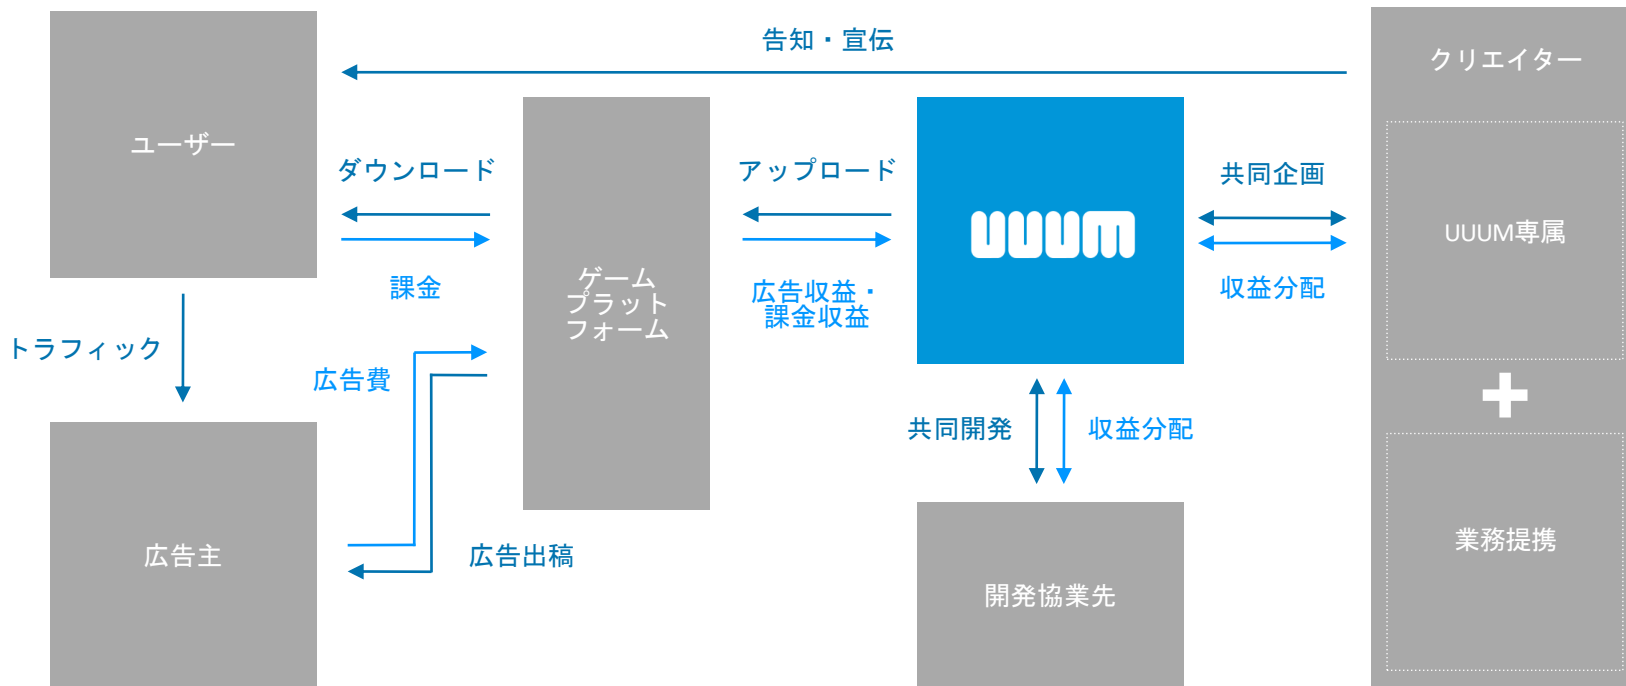 告知・宣伝
クリエイター
ユーザー
ダウンロード
アップロード
共同企画
UUUM
UUUM専属
課金
ゲーム
プラット
フォーム
広告収益・
課金収益
収益分配
トラフィック
広告費
共同開発
収益分配
広告主
広告出稿
開発協業先
業務提携